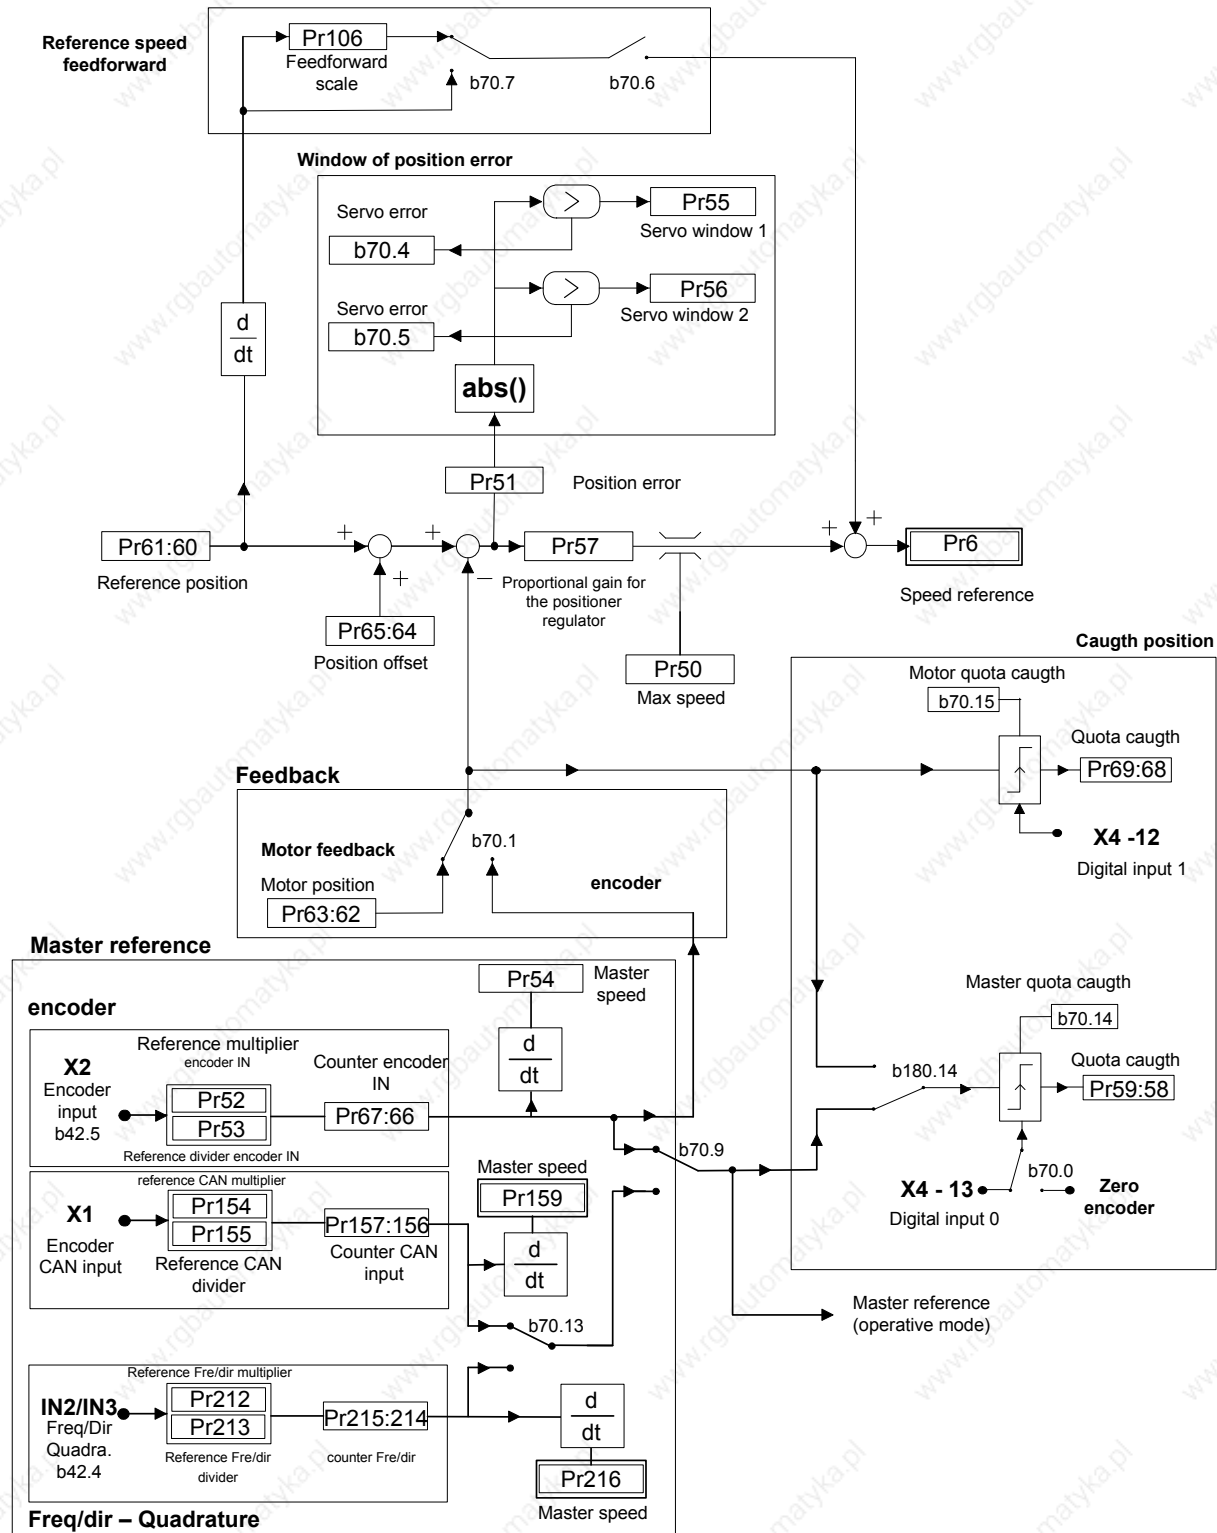 Reference speed
feedforward
Pr106
Feedforward
scale
b70.7
b70.6
Window of position error
Servo error
b70.4
>
Pr55
Servo window 1
Servo error
b70.5
>
Pr56
Servo window 2
d
dt
abs()
Pr51
Position error
Pr61:60
Reference position
+
+
Pr65:64
Position offset
+
−
Pr57
Proportional gain for
the positioner
regulator
Pr50
Max speed
+
+
Pr6
Speed reference
Caugth position
Motor quota caugth
b70.15
Quota caugth
Pr69:68
X4 -12
Digital input 1
Feedback
Motor feedback
b70.1
Motor position
Pr63:62
encoder
Master quota caugth
b70.14
b180.14
Quota caugth
Pr59:58
b70.0
X4 - 13
Digital input 0
Zero
encoder
Master reference
encoder
Pr54
Master
speed
d
dt
X2
Encoder
input
b42.5
Reference multiplier
encoder IN
Pr52
Pr53
Reference divider encoder IN
Counter encoder
IN
Pr67:66
b70.9
X1
Encoder
CAN input
reference CAN multiplier
Pr154
Pr155
Reference CAN
divider
Pr157:156
Counter CAN
input
Master speed
Pr159
d
dt
b70.13
Master reference
(operative mode)
IN2/IN3
Freq/Dir
Quadra.
b42.4
Reference Fre/dir multiplier
Pr212
Pr213
Reference Fre/dir
divider
Pr215:214
counter Fre/dir
d
dt
Pr216
Master speed
Freq/dir – Quadrature
www.rgbautomatyka.pl